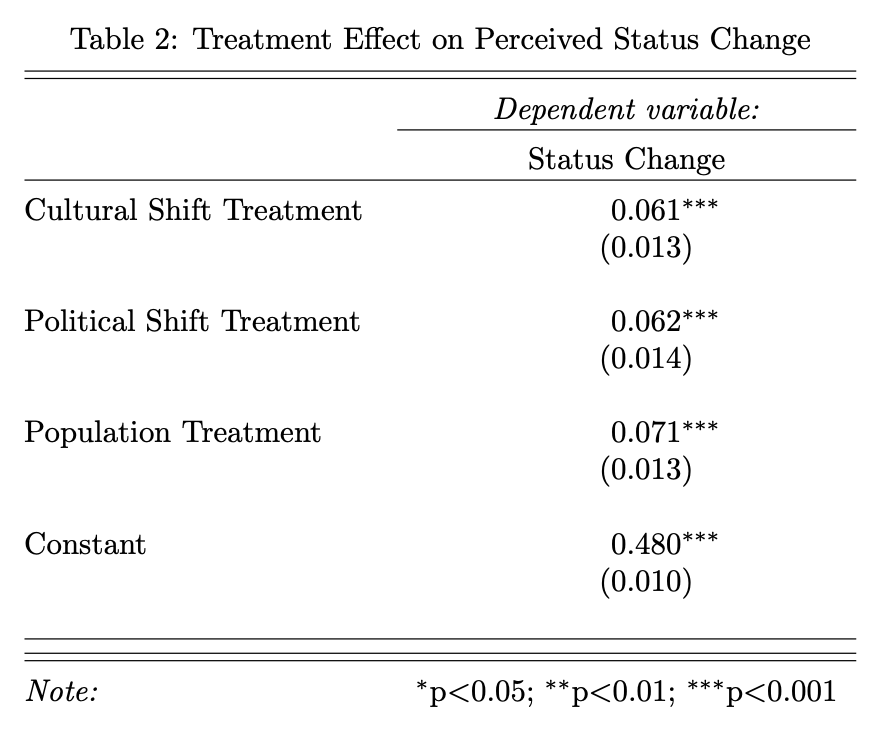 Table 2: Treatment Effect on Perceived Status Change
Dependent variable:
Status Change
Cultural Shift Treatment 0.061***
(0.013)
Political Shift Treatment 0.062***
(0.014)
Population Treatment 0.071***
(0.013)
Constant 0.480***
(0.010)
Note: *p<0.05; **p<0.01; ***p<0.001